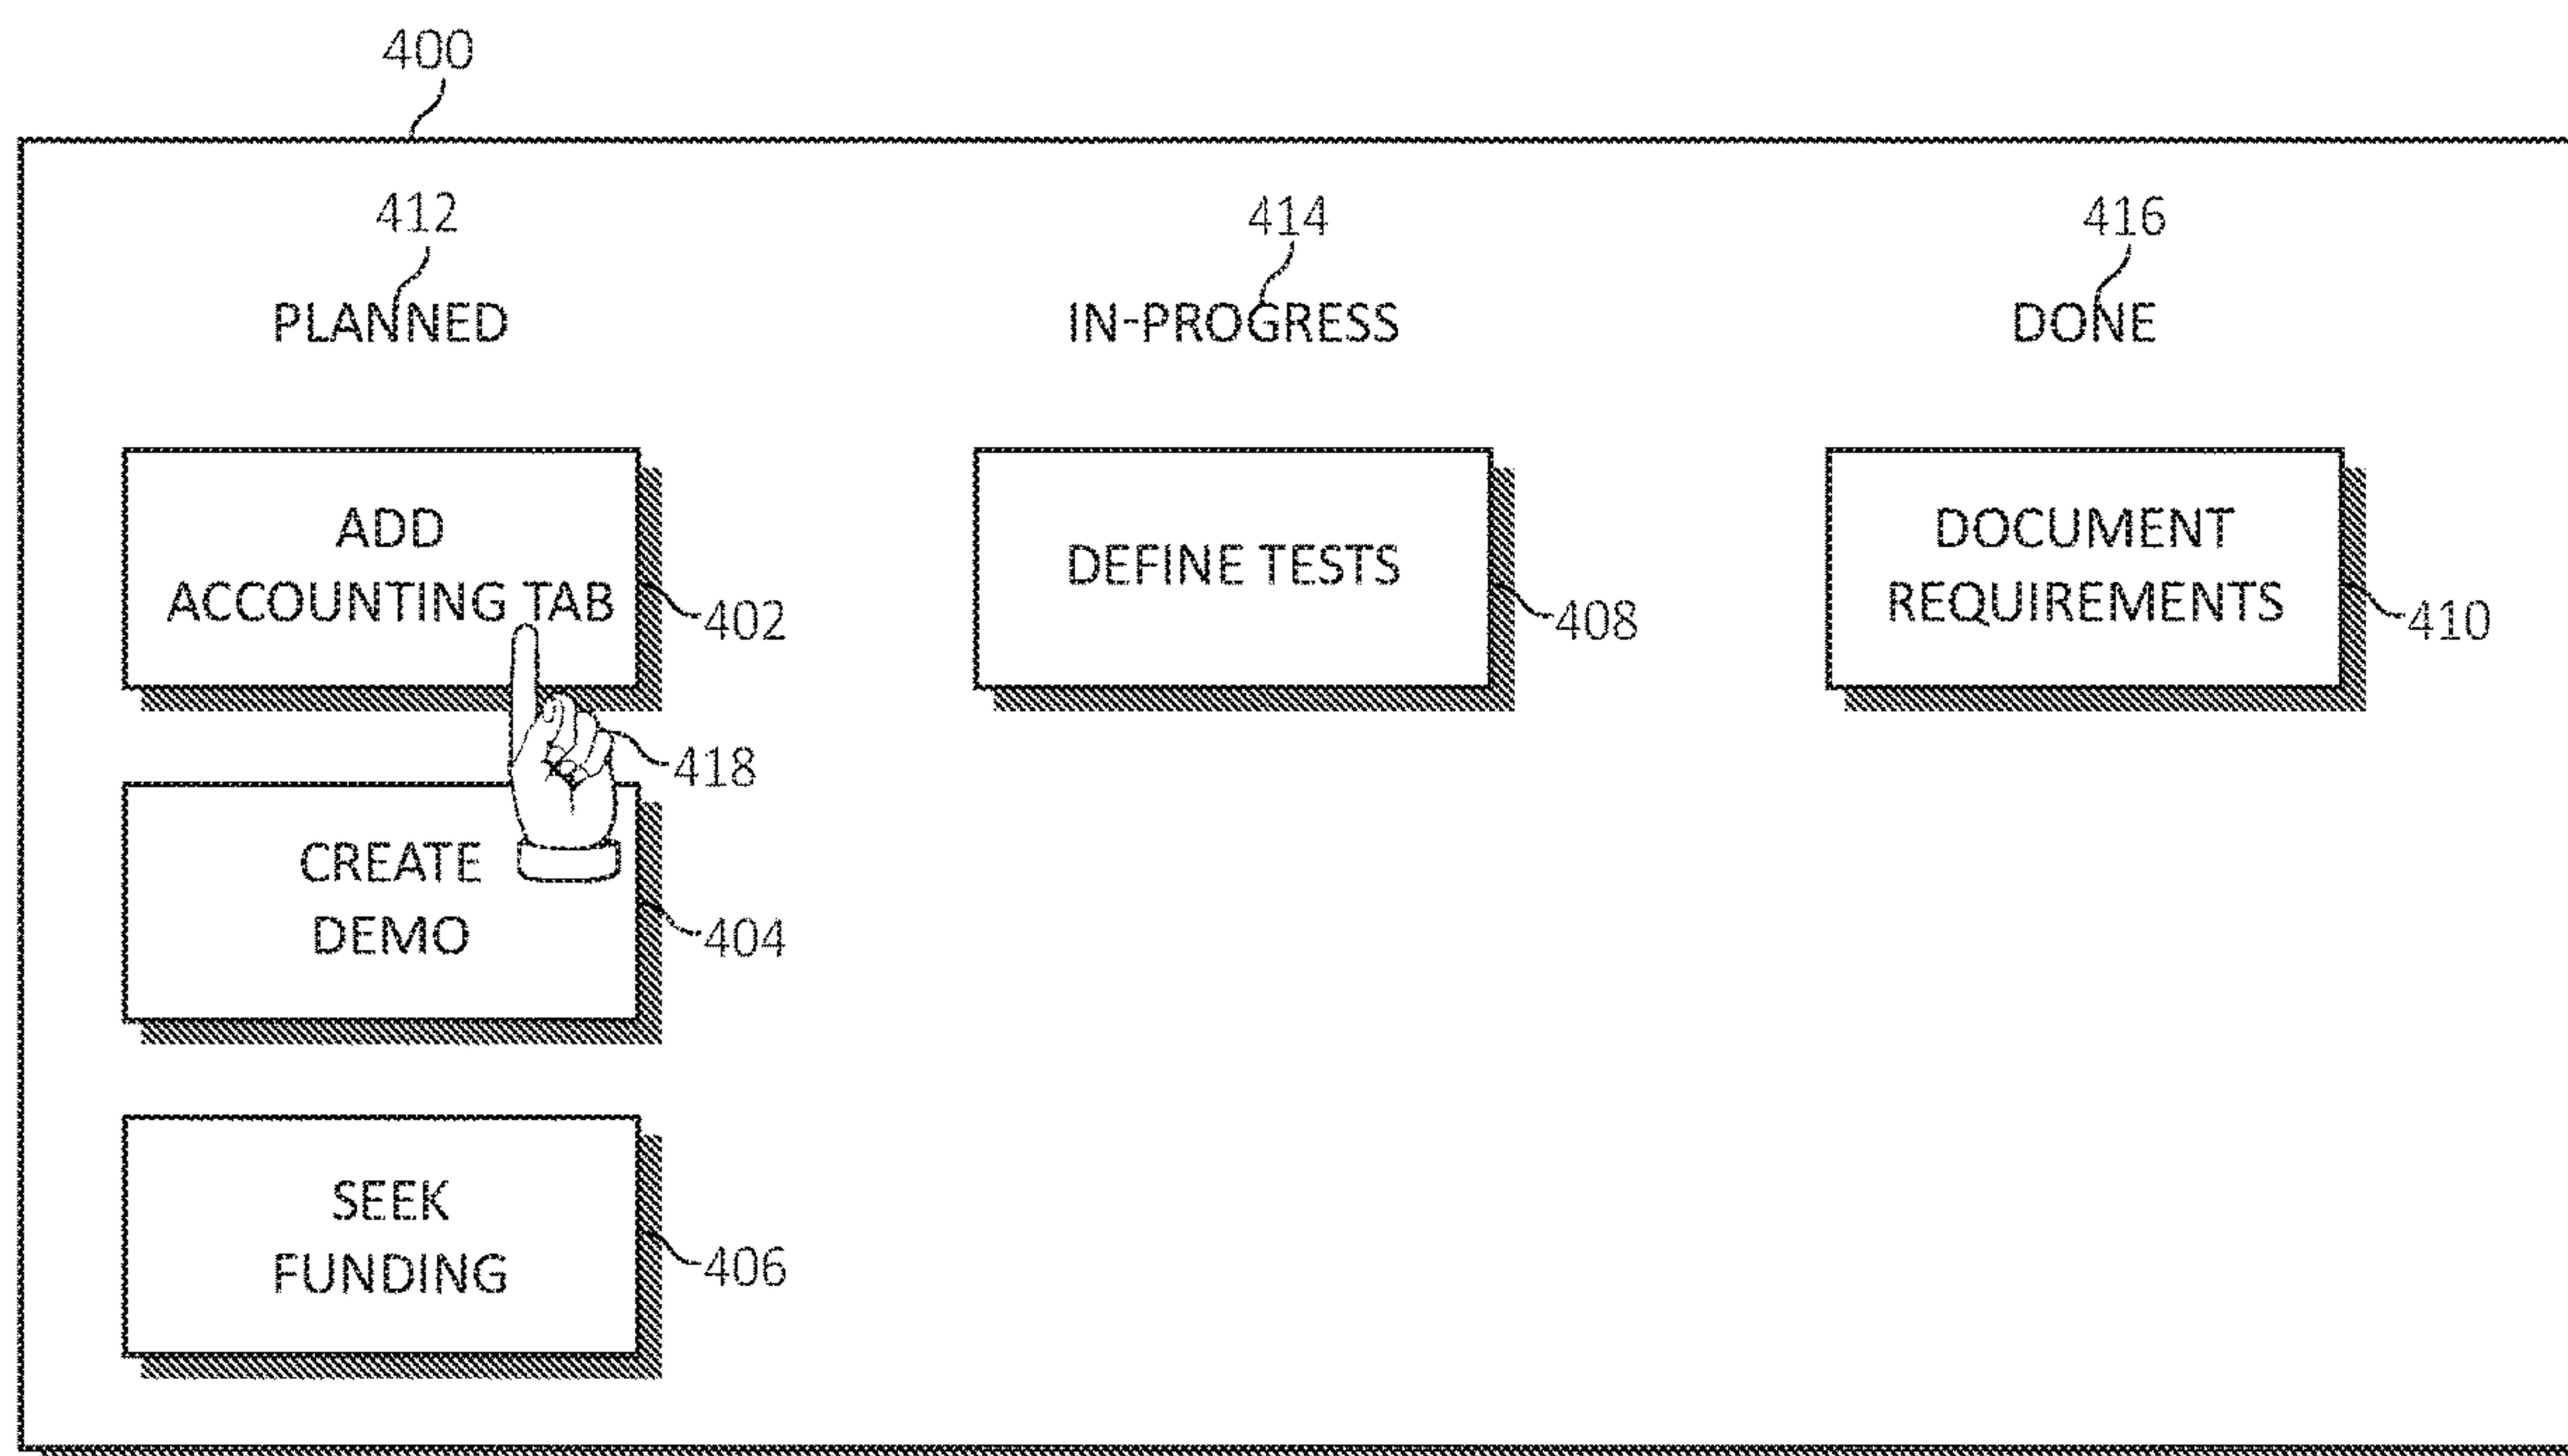 400
412
414
416
PLANNED
IN-PROGRESS
DONE
ADD
ACCOUNTING TAB
402
DEFINE TESTS
408
DOCUMENT
REQUIREMENTS
410
418
CREATE
DEMO
404
SEEK
FUNDING
406